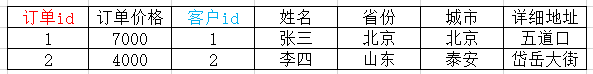 订单id 订单价格 客户id 姓名 省份 城市 详细地址
1 7000 1 张三 北京 北京 五道口
2 4000 2 李四 山东 泰安 岱岳大街